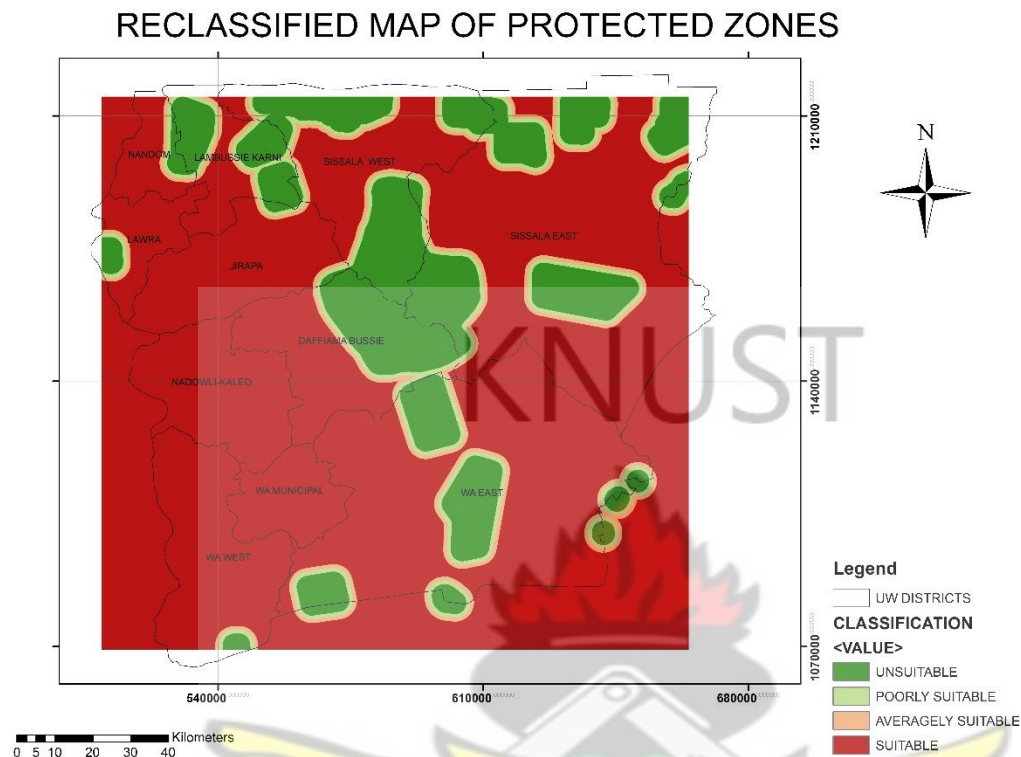 RECLASSIFIED MAP OF PROTECTED ZONES
N
1210000
NANDOM
LAMBUSSIE KARNI
SISSALA WEST
LAWRA
JIRAPA
SISSALA EAST
DAFFIAMA BUSSIE
KNUST
NADOWLI-KALEO
1140000
WA MUNICIPAL
WA EAST
WA WEST
1070000
540000
610000
680000
Legend
UW DISTRICTS
CLASSIFICATION
<VALUE>
UNSUITABLE
POORLY SUITABLE
AVERAGELY SUITABLE
SUITABLE
Kilometers
0 5 10 20 30 40